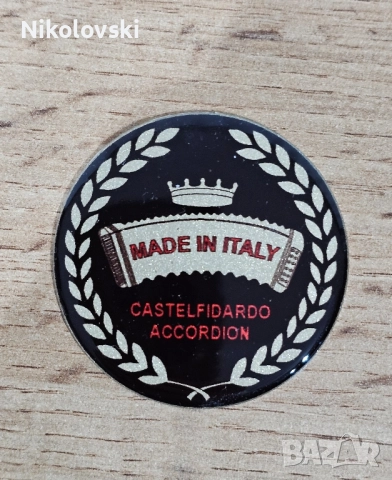 Nikolovski
MADE IN ITALY
CASTELFIDARDO
ACCORDION
BAZAR